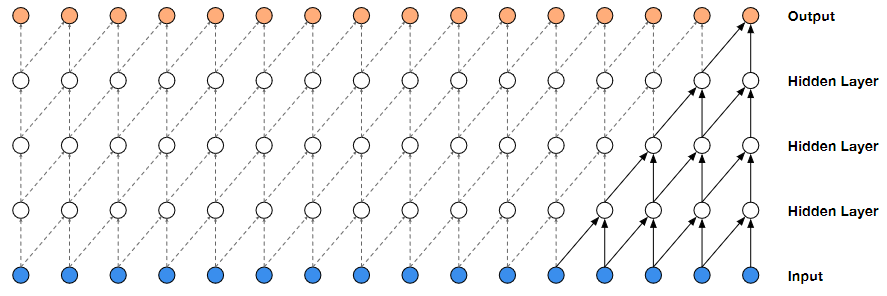 Output
Hidden Layer
Hidden Layer
Hidden Layer
Input